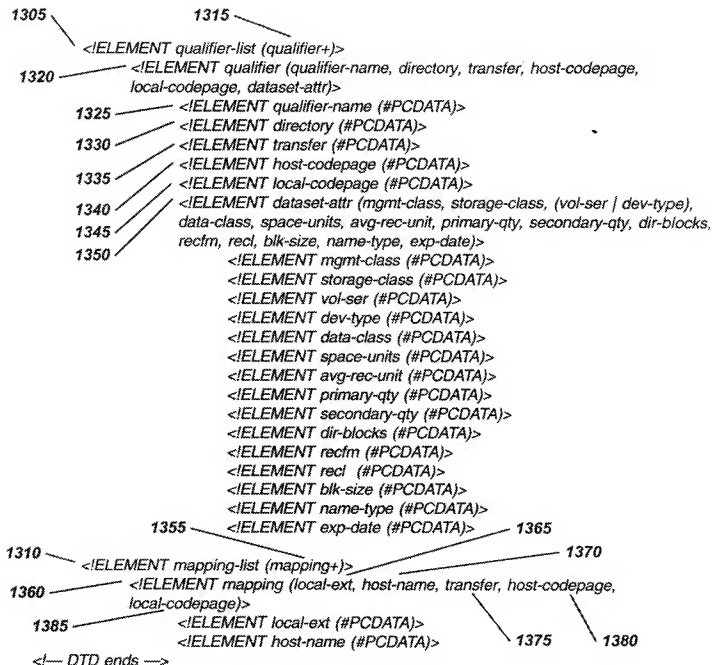 1305 1315
<!ELEMENT qualifier-list (qualifier+)>
1320 <!ELEMENT qualifier (qualifier-name, directory, transfer, host-codepage,
local-codepage, dataset-attr)>
1325 <!ELEMENT qualifier-name (#PCDATA)>
1330 <!ELEMENT directory (#PCDATA)>
1335 <!ELEMENT transfer (#PCDATA)>
1340 <!ELEMENT host-codepage (#PCDATA)>
1345 <!ELEMENT local-codepage (#PCDATA)>
1350 <!ELEMENT dataset-attr (mgmt-class, storage-class, (vol-ser | dev-type),
data-class, space-units, avg-rec-unit, primary-qty, secondary-qty, dir-blocks,
recfm, recl, blk-size, name-type, exp-date)>
<!ELEMENT mgmt-class (#PCDATA)>
<!ELEMENT storage-class (#PCDATA)>
<!ELEMENT vol-ser (#PCDATA)>
<!ELEMENT dev-type (#PCDATA)>
<!ELEMENT data-class (#PCDATA)>
<!ELEMENT space-units (#PCDATA)>
<!ELEMENT avg-rec-unit (#PCDATA)>
<!ELEMENT primary-qty (#PCDATA)>
<!ELEMENT secondary-qty (#PCDATA)>
<!ELEMENT dir-blocks (#PCDATA)>
<!ELEMENT recfm (#PCDATA)>
<!ELEMENT recl (#PCDATA)>
<!ELEMENT blk-size (#PCDATA)>
<!ELEMENT name-type (#PCDATA)>
<!ELEMENT exp-date (#PCDATA)>
1355 1365
1310 1370
<!ELEMENT mapping-list (mapping+)>
1360 <!ELEMENT mapping (local-ext, host-name, transfer, host-codepage,
local-codepage)>
1385 <!ELEMENT local-ext (#PCDATA)>
<!ELEMENT host-name (#PCDATA)> 1375 1380
<!— DTD ends —>